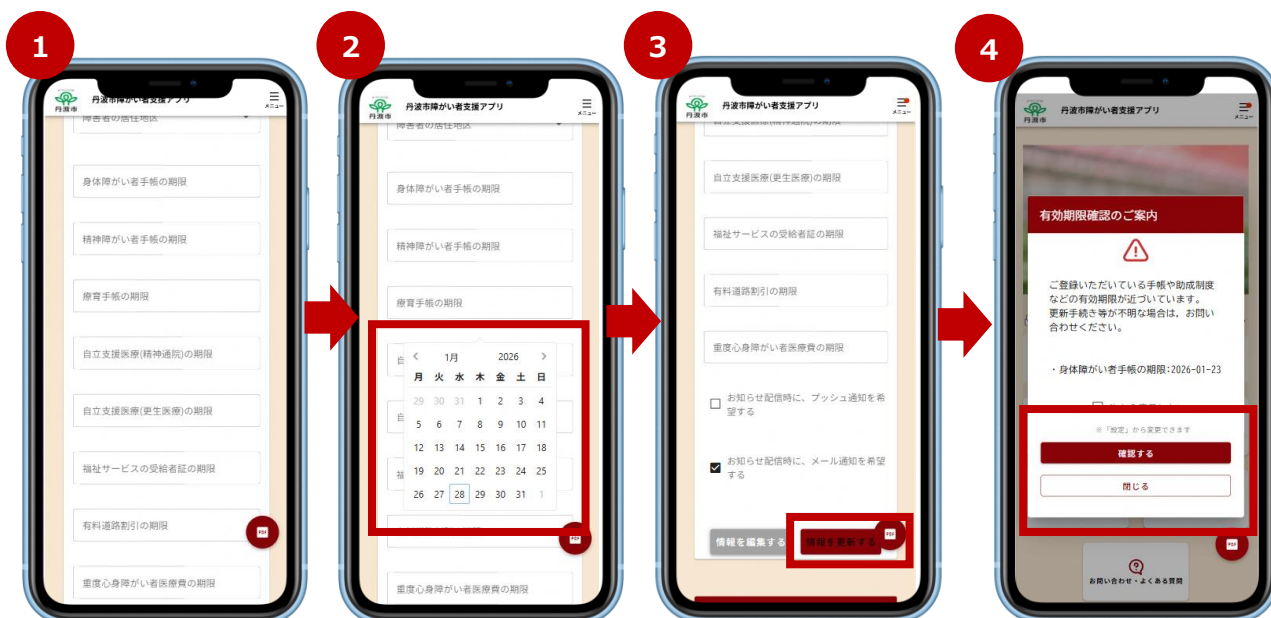 1
丹波市
丹波市障がい者支援アプリ
メニュー
障害者の居住地区
身体障がい者手帳の期限
精神障がい者手帳の期限
療育手帳の期限
自立支援医療(精神通院)の期限
自立支援医療(更生医療)の期限
福祉サービスの受給者証の期限
有料道路割引の期限
PDF
重度心身障がい者医療費の期限
2
丹波市
丹波市障がい者支援アプリ
メニュー
障害者の居住地区
身体障がい者手帳の期限
精神障がい者手帳の期限
療育手帳の期限
自
1月 2026
月 火 水 木 金 土 日
29 30 31 1 2 3 4
自
5 6 7 8 9 10 11
12 13 14 15 16 17 18
福
19 20 21 22 23 24 25
26 27 28 29 30 31 1
PDF
重度心身障がい者医療費の期限
3
丹波市
丹波市障がい者支援アプリ
メニュー
自立支援医療(精神通院)の期限
自立支援医療(更生医療)の期限
福祉サービスの受給者証の期限
有料道路割引の期限
重度心身障がい者医療費の期限
お知らせ配信時に、プッシュ通知を希
望する
お知らせ配信時に、メール通知を希望
する
情報を編集する
情報を更新する
PDF
4
丹波市
丹波市障がい者支援アプリ
メニュー
有効期限確認のご案内
ご登録いただいている手帳や助成制度
などの有効期限が近づいています。
更新手続き等が不明な場合は、お問い
合わせください。
・身体障がい者手帳の期限:2026-01-23
※「設定」から変更できます
確認する
閉じる
PDF
お問い合わせ・よくある質問